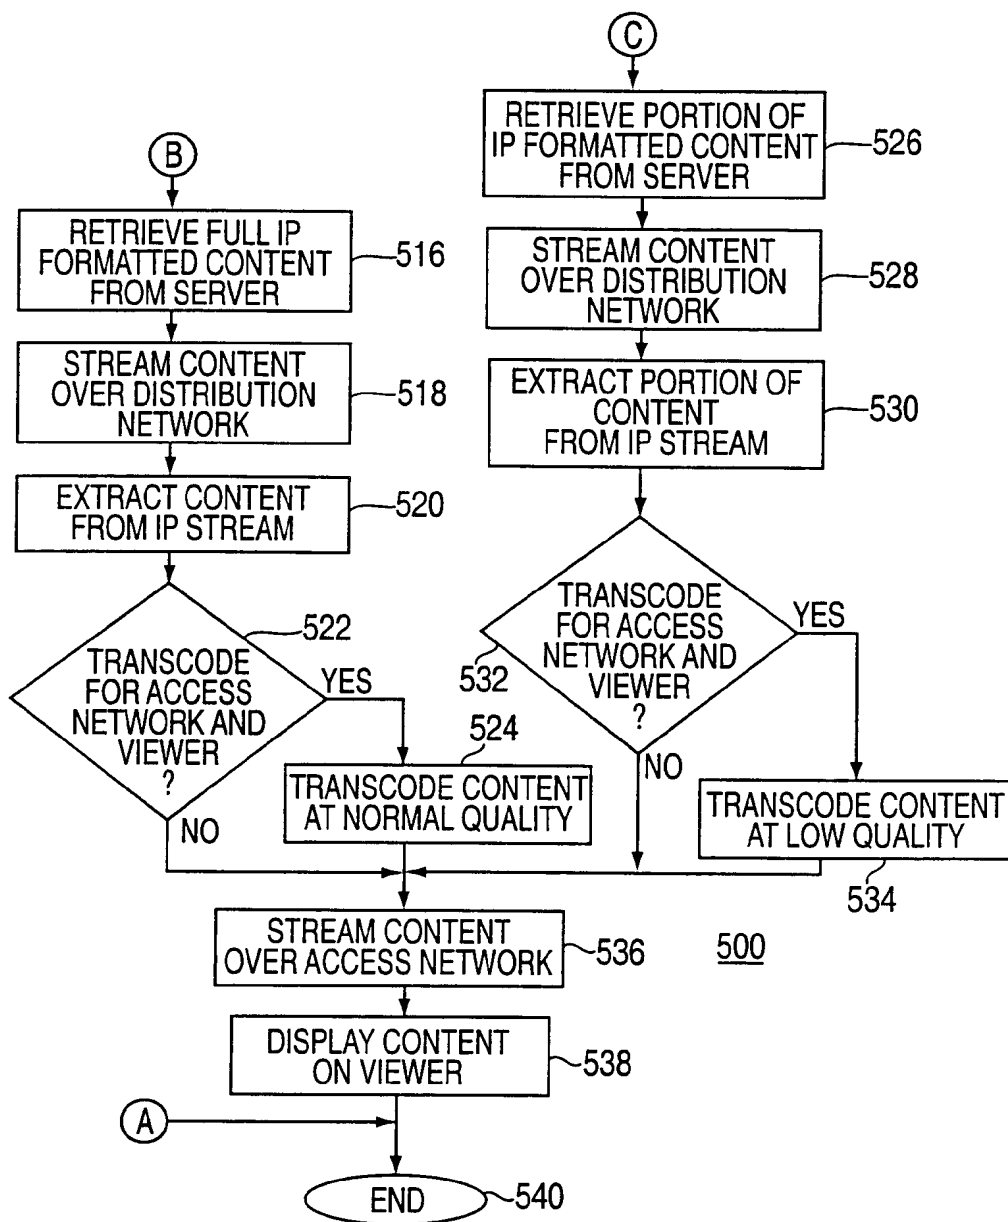 B
RETRIEVE FULL IP
FORMATTED CONTENT
FROM SERVER
516
STREAM CONTENT
OVER DISTRIBUTION
NETWORK
518
EXTRACT CONTENT
FROM IP STREAM
520
522
TRANSCODE
FOR ACCESS
NETWORK AND
VIEWER
?
YES
NO
524
TRANSCODE CONTENT
AT NORMAL QUALITY
C
RETRIEVE PORTION OF
IP FORMATTED CONTENT
FROM SERVER
526
STREAM CONTENT
OVER DISTRIBUTION
NETWORK
528
EXTRACT PORTION OF
CONTENT
FROM IP STREAM
530
TRANSCODE
FOR ACCESS
NETWORK AND
VIEWER
?
532
YES
NO
TRANSCODE CONTENT
AT LOW QUALITY
534
STREAM CONTENT
OVER ACCESS NETWORK
536
500
DISPLAY CONTENT
ON VIEWER
538
A
END
540